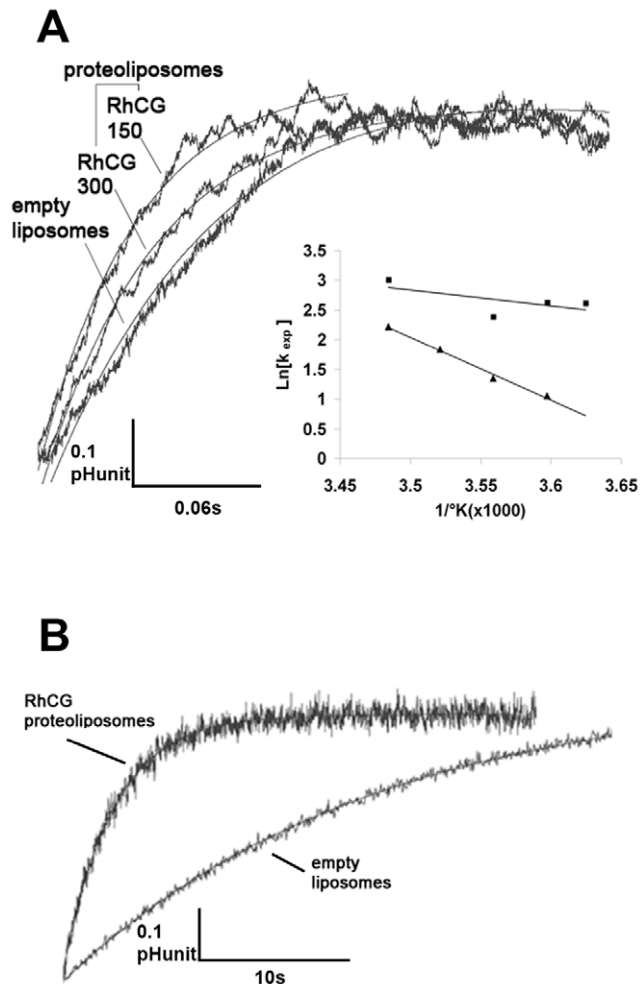 A
proteoliposomes
RhCG
150
RhCG
300
empty
liposomes
0.1
pHunit
0.06s
3.5
3
2.5
2
1.5
1
0.5
0
Ln[k exp ]
3.45 3.5 3.55 3.6 3.65
1/°K(x1000)
B
RhCG
proteoliposomes
empty
liposomes
0.1
pHunit
10s